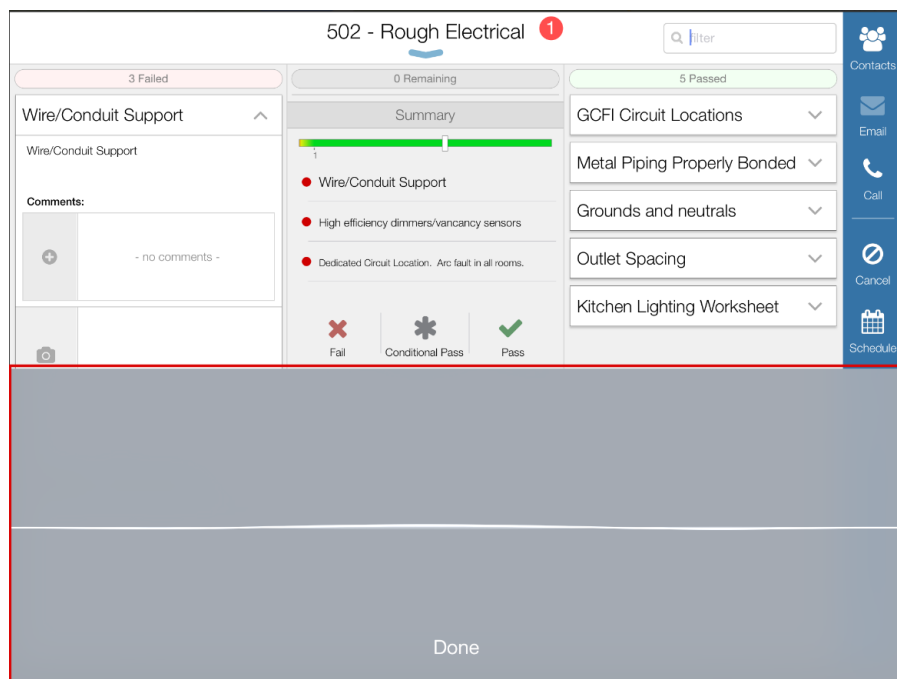 502 - Rough Electrical 1
filter
Contacts
Email
Call
Cancel
Schedule
3 Failed
Wire/Conduit Support
Wire/Conduit Support
Comments:
- no comments -
0 Remaining
Summary
1
Wire/Conduit Support
High efficiency dimmers/vancancy sensors
Dedicated Circuit Location. Arc fault in all rooms.
Fail
Conditional Pass
Pass
5 Passed
GCFI Circuit Locations
Metal Piping Properly Bonded
Grounds and neutrals
Outlet Spacing
Kitchen Lighting Worksheet
Done